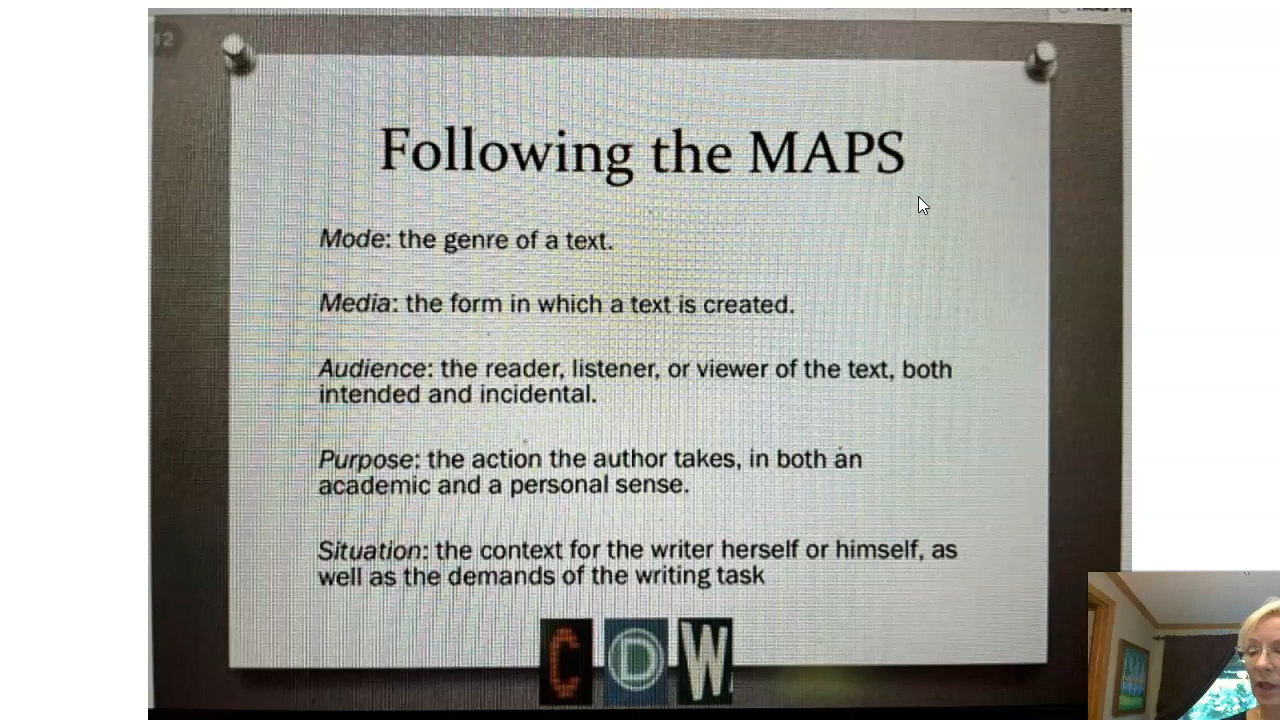 12
Following the MAPS
Mode: the genre of a text.
Media: the form in which a text is created.
Audience: the reader, listener, or viewer of the text, both
intended and incidental.
Purpose: the action the author takes, in both an
academic and a personal sense.
Situation: the context for the writer herself or himself, as
well as the demands of the writing task
C D W